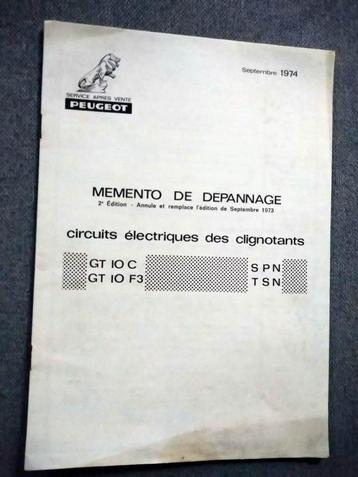 Septembre 1974
SERVICE APRES VENTE
PEUGEOT
MEMENTO DE DEPANNAGE
2e Édition - Annule et remplace l'édition de Septembre 1973
circuits électriques des clignotants
GT 10 C SPN
GT 10 F3 TSN